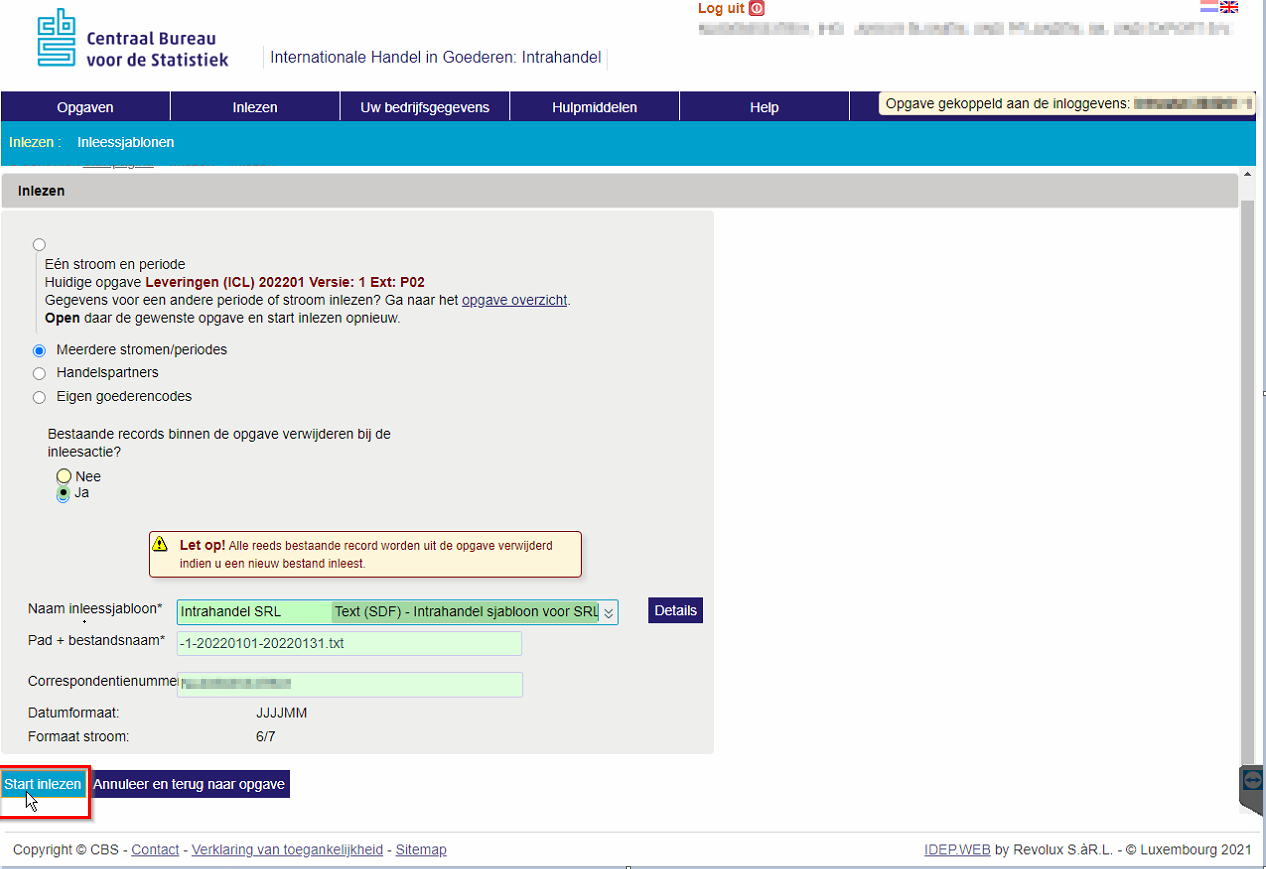 Log uit
Centraal Bureau
voor de Statistiek
Internationale Handel in Goederen: Intrahandel
Opgaven
Inlezen
Uw bedrijfsgegevens
Hulpmiddelen
Help
Opgave gekoppeld aan de inloggevens:
Inlezen :
Inleessjablonen
Inlezen
Eén stroom en periode
Huidige opgave Leveringen (ICL) 202201 Versie: 1 Ext: P02
Gegevens voor een andere periode of stroom inlezen? Ga naar het opgave overzicht.
Open daar de gewenste opgave en start inlezen opnieuw.
Meerdere stromen/periodes
Handelspartners
Eigen goederencodes
Bestaande records binnen de opgave verwijderen bij de
inleesactie?
Nee
Ja
Let op! Alle reeds bestaande record worden uit de opgave verwijderd
indien u een nieuw bestand inleest.
Naam inleessjabloon*
Intrahandel SRL
Text (SDF) - Intrahandel sjabloon voor SRL
Details
Pad + bestandsnaam*
-1-20220101-20220131.txt
Correspondentienummer
Datumformaat:
JJJJMM
Formaat stroom:
6/7
Start inlezen
Annuleer en terug naar opgave
Copyright © CBS - Contact - Verklaring van toegankelijkheid - Sitemap
IDEP.WEB by Revolux S.àR.L. - © Luxembourg 2021